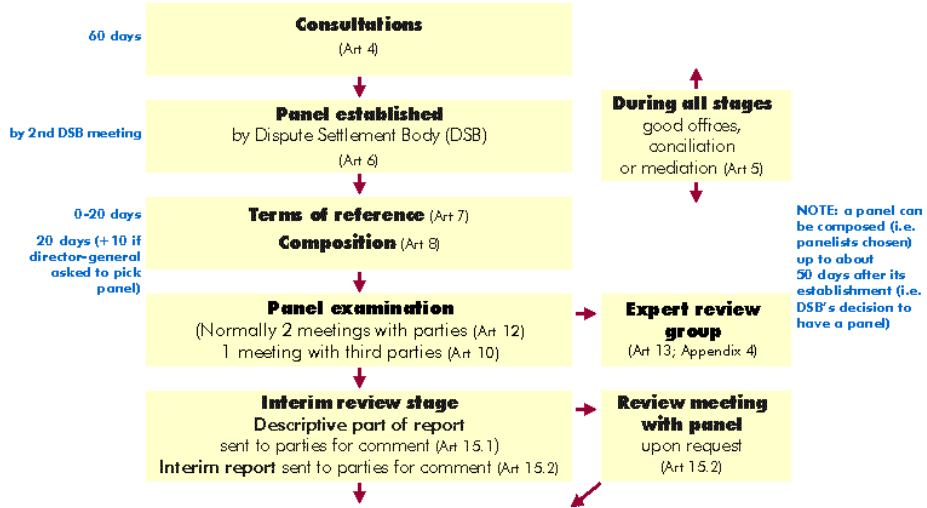 60 days
Consultations
(Art 4)
by 2nd DSB meeting
Panel established
by Dispute Settlement Body (DSB)
(Art 6)
During all stages
good offices,
conciliation
or mediation (Art 5)
0-20 days
20 days (+10 if
director-general
asked to pick
panel)
Terms of reference (Art 7)
Composition (Art 8)
NOTE: a panel can
be composed (i.e.
panelists chosen)
up to about
50 days after its
establishment (i.e.
DSB's decision to
have a panel)
Panel examination
(Normally 2 meetings with parties (Art 12)
1 meeting with third parties (Art 10)
Expert review
group
(Art 13; Appendix 4)
Interim review stage
Descriptive part of report
sent to parties for comment (Art 15.1)
Interim report sent to parties for comment (Art 15.2)
Review meeting
with panel
upon request
(Art 15.2)